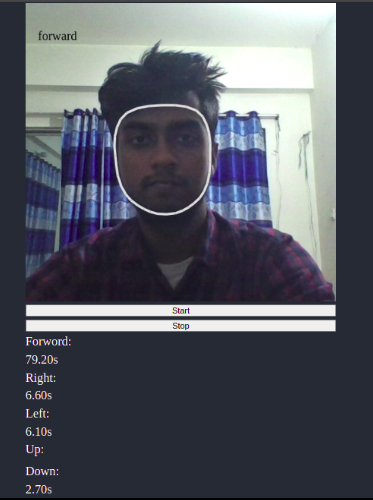 forward
Start
Stop
Forword:
79.20s
Right:
6.60s
Left:
6.10s
Up:
Down:
2.70s